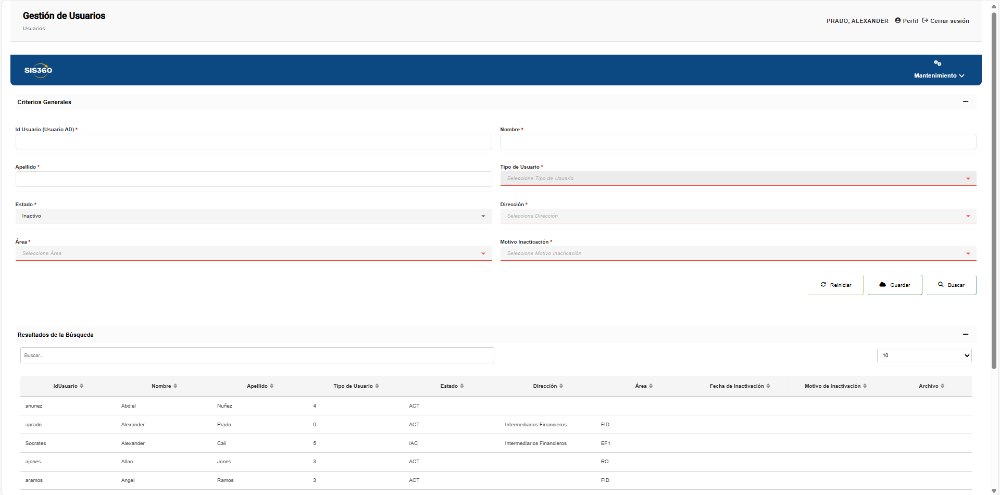 Gestión de Usuarios
Usuarios
PRADO, ALEXANDER Perfil Cerrar sesión
SIS360
Mantenimiento
Criterios Generales
Id Usuario (Usuario AD) *
Nombre *
Apellido *
Tipo de Usuario *
Seleccione Tipo de Usuario
Estado *
Inactivo
Dirección *
Seleccione Dirección
Área *
Seleccione Área
Motivo Inacticación *
Seleccione Motivo Inacticación
Reiniciar Guardar Buscar
Resultados de la Búsqueda
Buscar...
10
IdUsuario Nombre Apellido Tipo de Usuario Estado Dirección Área Fecha de Inactivación Motivo de Inactivación Archivo
anunez Abdiel Nuñez 4 ACT
aprado Alexander Prado 0 ACT Intermediarios Financieros FID
Socrates Alexander Cali 5 IAC Intermediarios Financieros EF1
ajones Allan Jones 3 ACT RO
aramos Angel Ramos 3 ACT FID